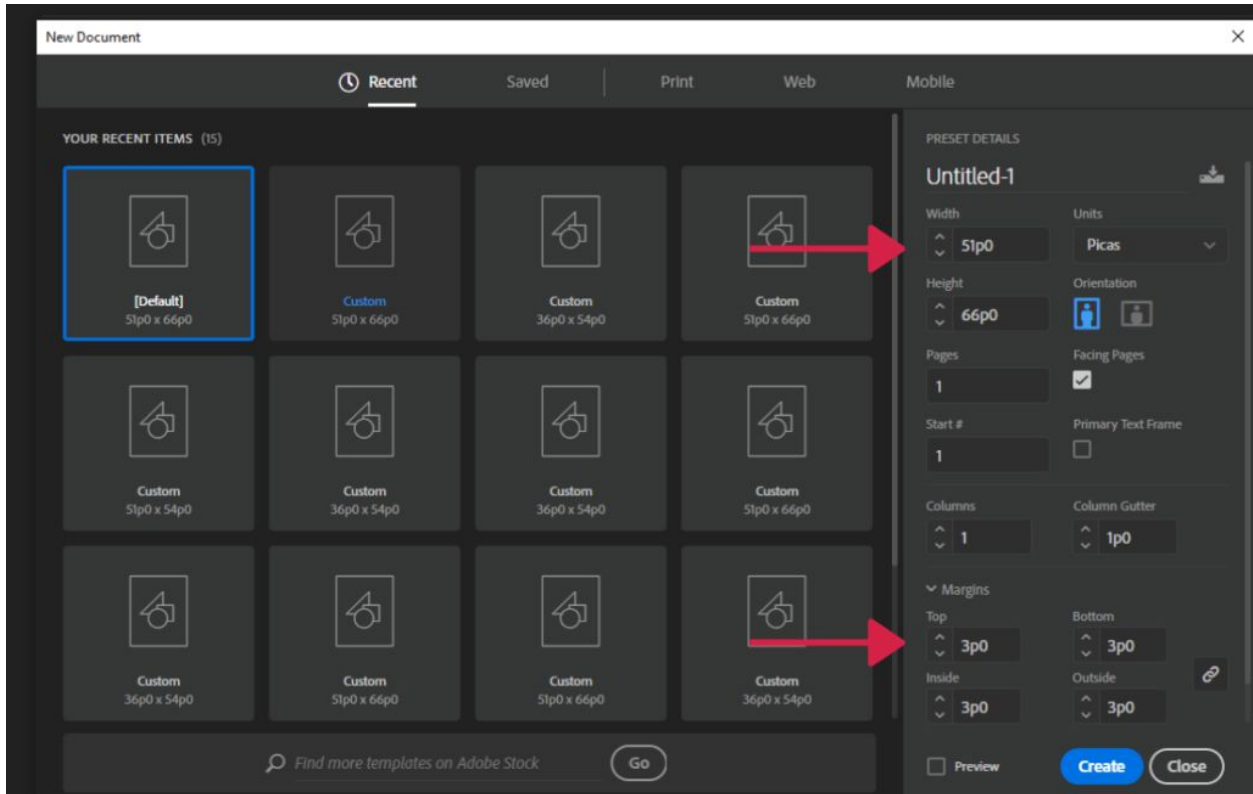 New Document
Recent Saved Print Web Mobile
YOUR RECENT ITEMS (15)
[Default]
51p0 x 66p0
Custom
51p0 x 66p0
Custom
36p0 x 54p0
Custom
51p0 x 66p0
Custom
51p0 x 54p0
Custom
36p0 x 54p0
Custom
36p0 x 54p0
Custom
51p0 x 66p0
Custom
36p0 x 54p0
Custom
51p0 x 66p0
Custom
51p0 x 66p0
Custom
36p0 x 54p0
Find more templates on Adobe Stock Go
PRESET DETAILS
Untitled-1
Width Units
51p0 Picas
Height Orientation
66p0
Pages Facing Pages
1
Start # Primary Text Frame
1
Columns Column Gutter
1 1p0
Margins
Top Bottom
3p0 3p0
Inside Outside
3p0 3p0
Preview Create Close